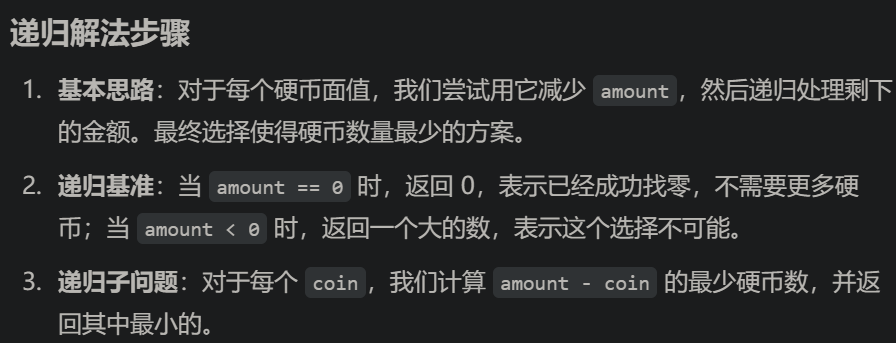 递归解法步骤
1. 基本思路：对于每个硬币面值，我们尝试用它减少 amount，然后递归处理剩下
的金额。最终选择使得硬币数量最少的方案。
2. 递归基准：当 amount == 0 时，返回 0，表示已经成功找零，不需要更多硬
币；当 amount < 0 时，返回一个大的数，表示这个选择不可能。
3. 递归子问题：对于每个 coin，我们计算 amount - coin 的最少硬币数，并返
回其中最小的。